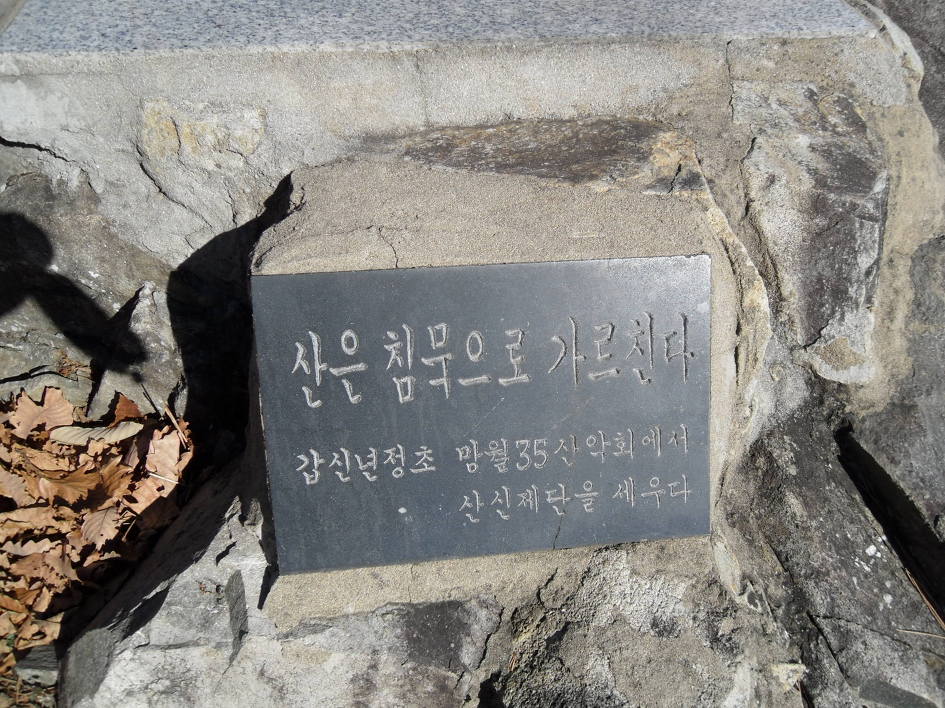 산은 침묵으로 가르친다
갑신년정초 망월35산악회에서
산신제단을 세우다